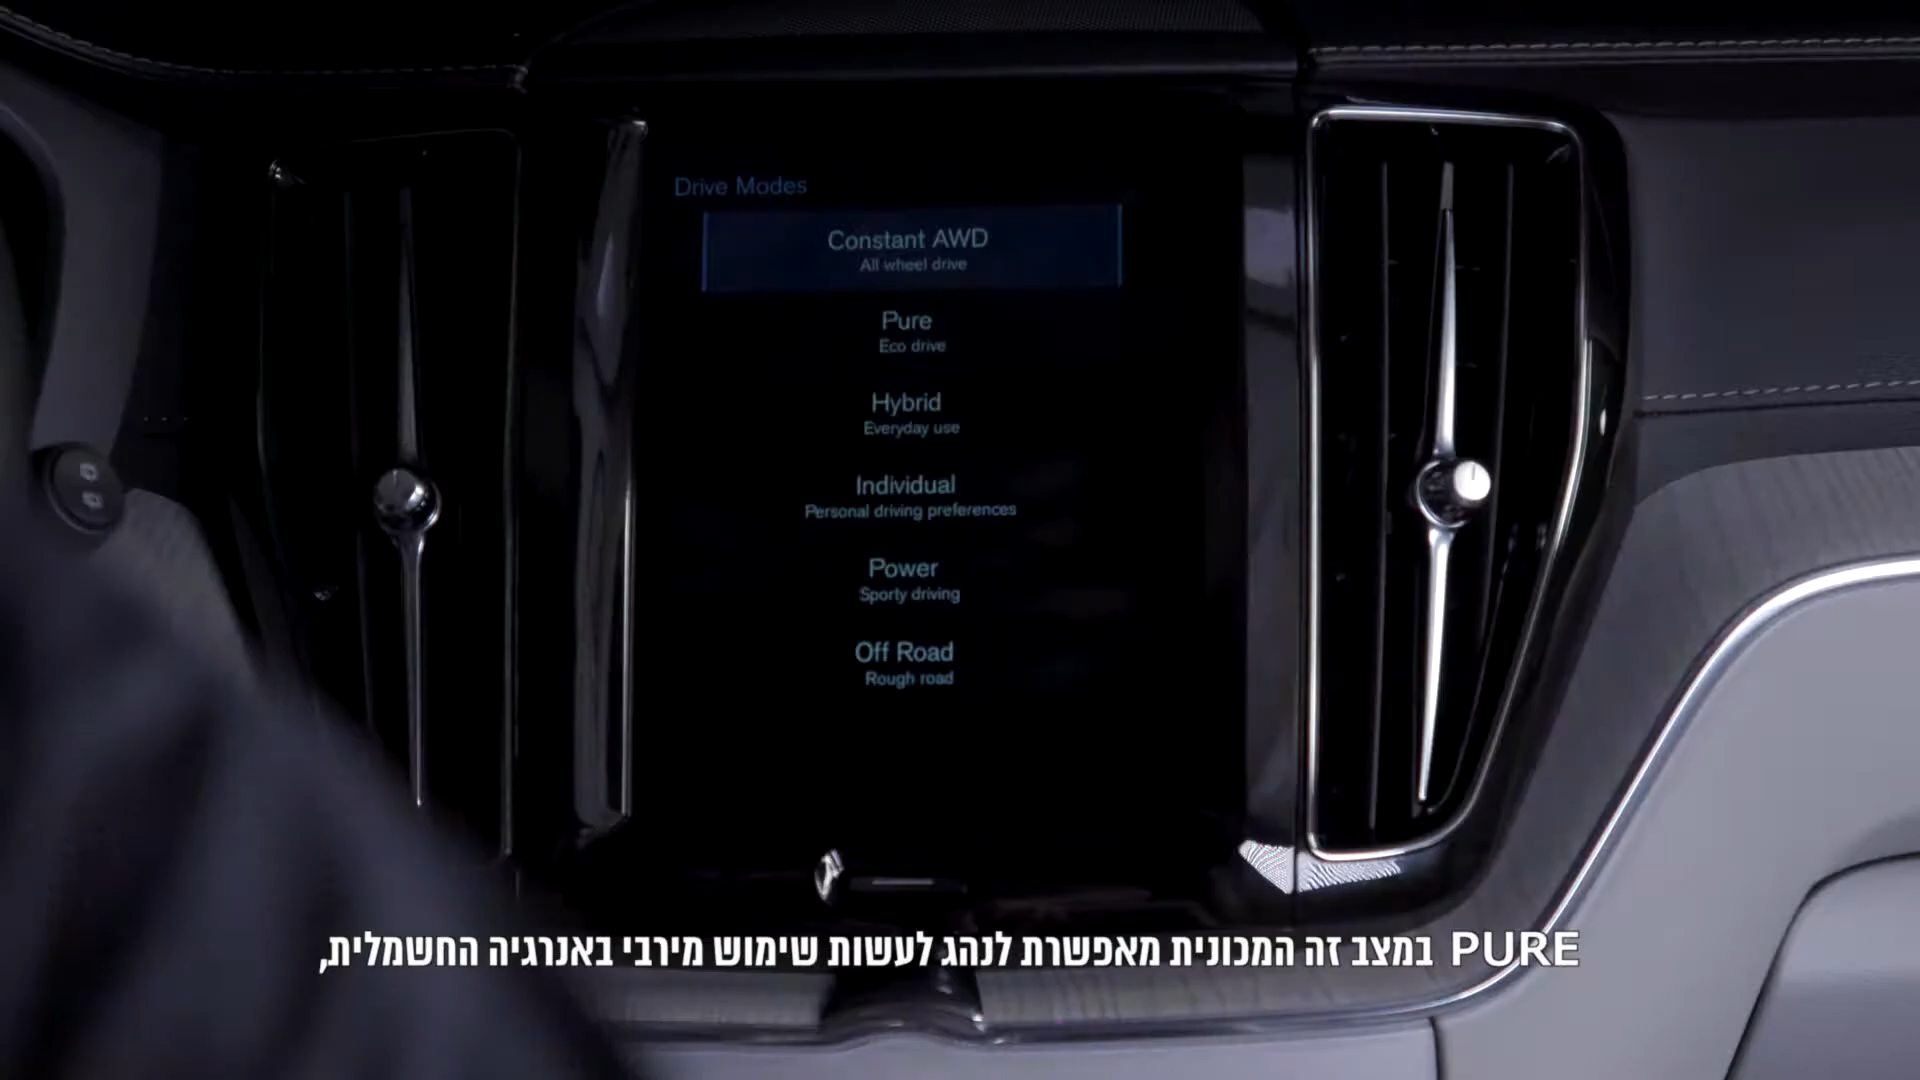 Drive Modes
Constant AWD
All wheel drive
Pure
Eco drive
Hybrid
Everyday use
Individual
Personal driving preferences
Power
Sporty driving
Off Road
Rough road
PURE במצב זה המכונית מאפשרת לנהג לעשות שימוש מירבי באנרגיה החשמלית,